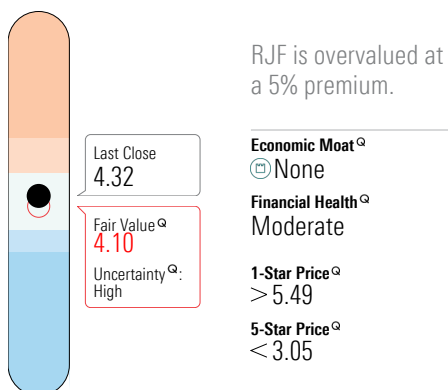 RJF is overvalued at
a 5% premium.
Last Close
4.32
Fair Value Q
4.10
Uncertainty Q:
High
Economic Moat Q
None
Financial Health Q
Moderate
1-Star Price Q
>5.49
5-Star Price Q
<3.05